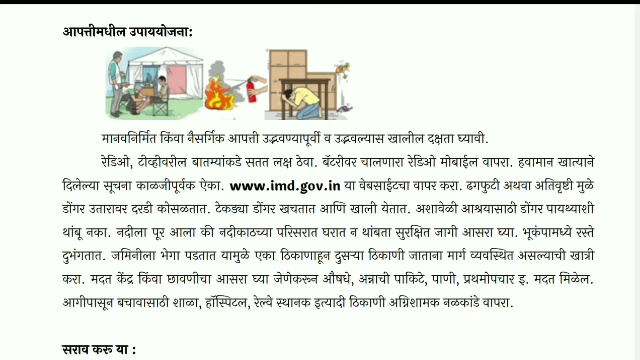 आपत्तीमधील उपाययोजना:
मानवनिर्मित किंवा नैसर्गिक आपत्ती उद्भवण्यापूर्वी व उद्भवल्यास खालील दक्षता घ्यावी.
रेडिओ, टीव्हीवरील बातम्यांकडे सतत लक्ष ठेवा. बॅटरीवर चालणारा रेडिओ मोबाईल वापरा. हवामान खात्याने
दिलेल्या सूचना काळजीपूर्वक ऐका. www.imd.gov.in या वेबसाईटचा वापर करा. ढगफुटी अथवा अतिवृष्टी मुळे
डोंगर उतारावर दरडी कोसळतात. टेकड्या डोंगर खचतात आणि खाली येतात. अशावेळी आश्रयासाठी डोंगर पायथ्याशी
थांबू नका. नदीला पूर आला की नदीकाठच्या परिसरात घरात न थांबता सुरक्षित जागी आसरा घ्या. भूकंपामध्ये रस्ते
दुभंगतात. जमिनीला भेगा पडतात यामुळे एका ठिकाणाहून दुसऱ्या ठिकाणी जाताना मार्ग व्यवस्थित असल्याची खात्री
करा. मदत केंद्र किंवा छावणीचा आसरा घ्या जेणेकरून औषधे, अन्नाची पाकिटे, पाणी, प्रथमोपचार इ. मदत मिळेल.
आगीपासून बचावासाठी शाळा, हॉस्पिटल, रेल्वे स्थानक इत्यादी ठिकाणी अग्निशामक नळकांडे वापरा.
सराव करू या :